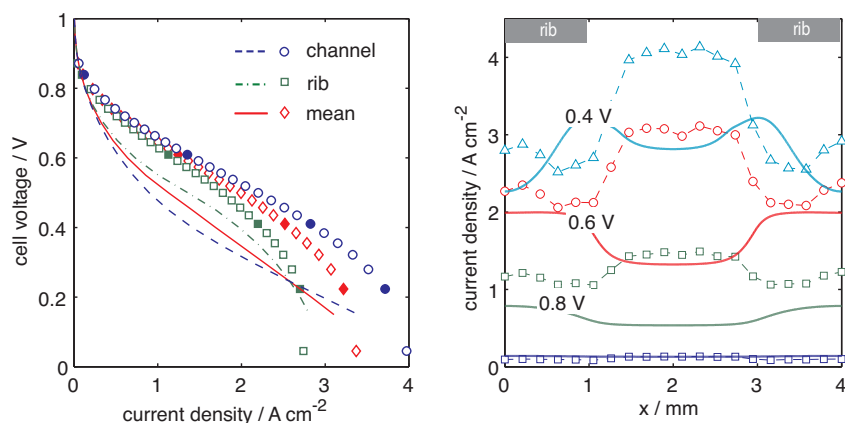 1
0.8
0.6
0.4
0.2
0
0
1
2
3
4
cell voltage / V
current density / A cm-2
channel
rib
mean
rib
rib
4
3
2
1
0
0
1
2
3
4
current density / A cm-2
x / mm
0.4 V
0.6 V
0.8 V